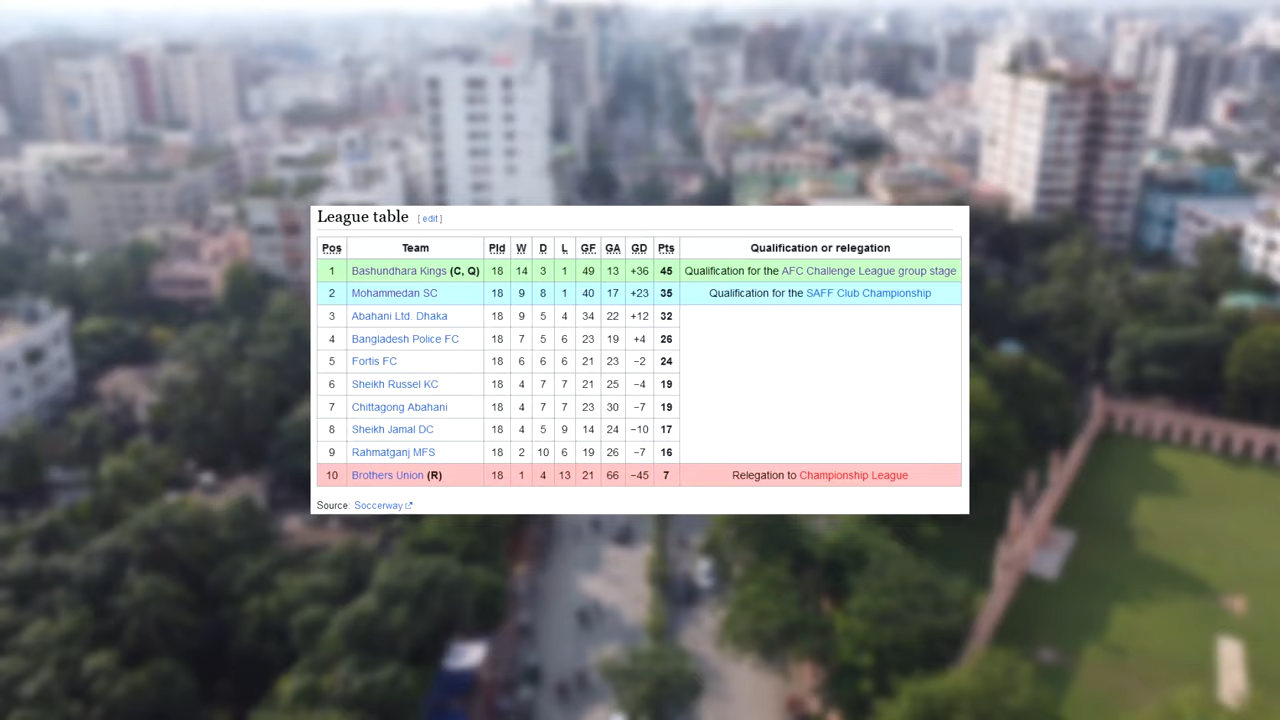 League table [ edit ]
Pos Team Pld W D L GF GA GD Pts Qualification or relegation
1 Bashundhara Kings (C, Q) 18 14 3 1 49 13 +36 45 Qualification for the AFC Challenge League group stage
2 Mohammedan SC 18 9 8 1 40 17 +23 35 Qualification for the SAFF Club Championship
3 Abahani Ltd. Dhaka 18 9 5 4 34 22 +12 32
4 Bangladesh Police FC 18 7 5 6 23 19 +4 26
5 Fortis FC 18 6 6 6 21 23 −2 24
6 Sheikh Russel KC 18 4 7 7 21 25 −4 19
7 Chittagong Abahani 18 4 7 7 23 30 −7 19
8 Sheikh Jamal DC 18 4 5 9 14 24 −10 17
9 Rahmatganj MFS 18 2 10 6 19 26 −7 16
10 Brothers Union (R) 18 1 4 13 21 66 −45 7 Relegation to Championship League
Source: Soccerway